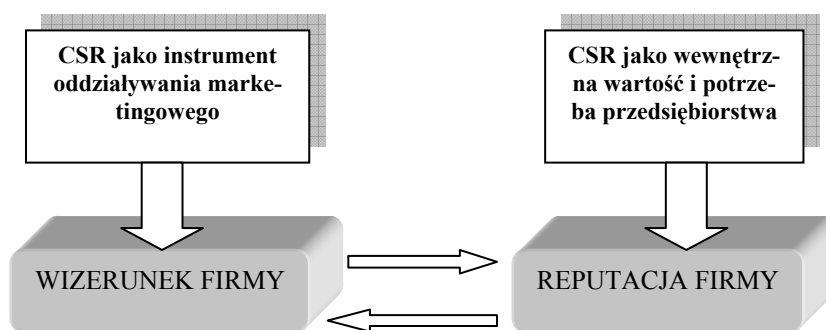 CSR jako instrument
oddziaływania marke-
tingowego
CSR jako wewnętrz-
na wartość i potrze-
ba przedsiębiorstwa
WIZERUNEK FIRMY
REPUTACJA FIRMY